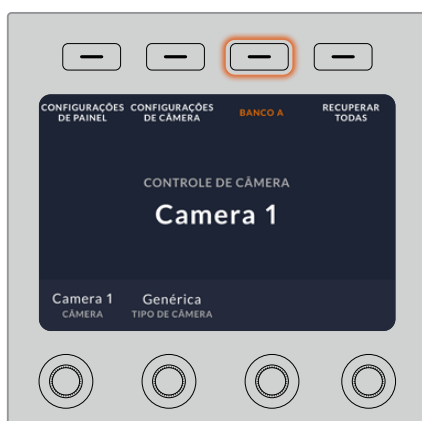 CONFIGURAÇÕES CONFIGURAÇÕES BANCO A RECUPERAR
DE PAINEL DE CÂMERA TODAS
CONTROLE DE CÂMERA
Camera 1
Camera 1 Genérica
CÂMERA TIPO DE CÂMERA